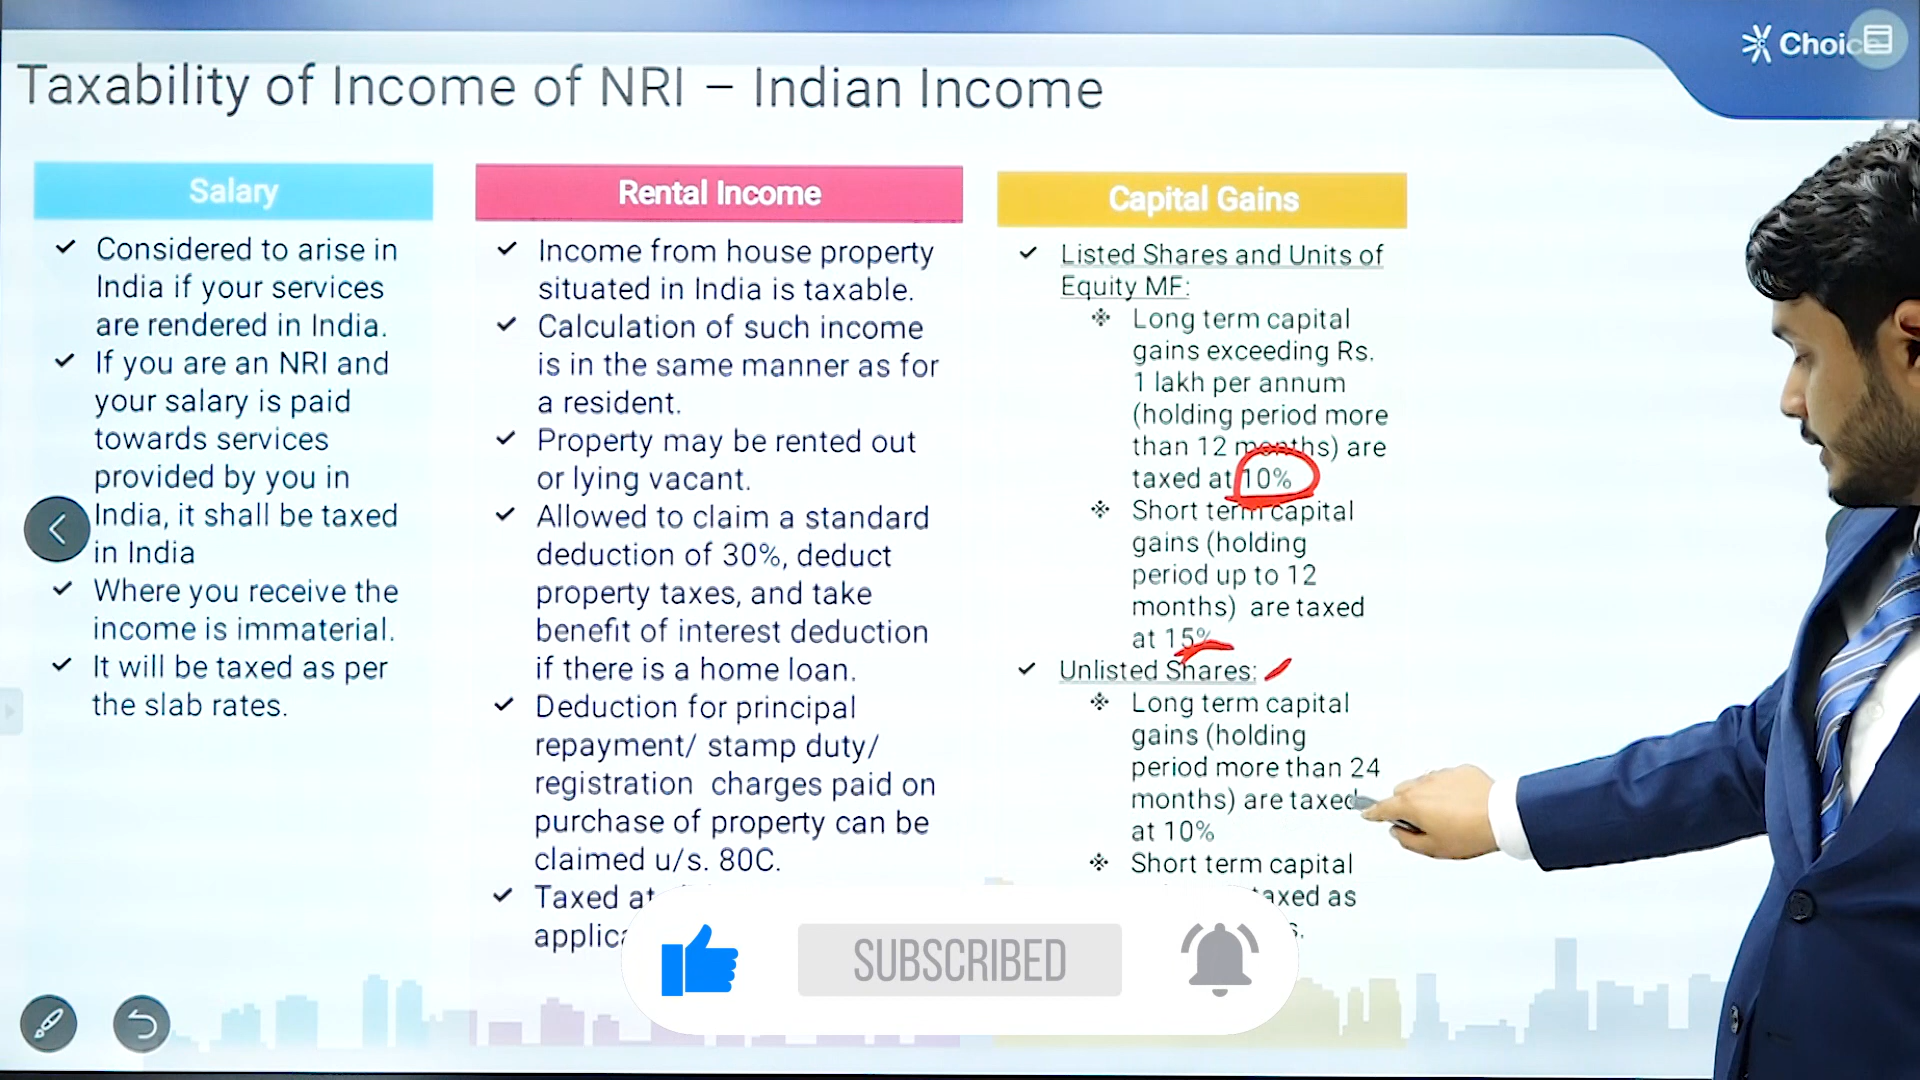 Choice
Taxability of Income of NRI – Indian Income
Salary
Considered to arise in
India if your services
are rendered in India.
If you are an NRI and
your salary is paid
towards services
provided by you in
India, it shall be taxed
in India
Where you receive the
income is immaterial.
It will be taxed as per
the slab rates.
Rental Income
Income from house property
situated in India is taxable.
Calculation of such income
is in the same manner as for
a resident.
Property may be rented out
or lying vacant.
Allowed to claim a standard
deduction of 30%, deduct
property taxes, and take
benefit of interest deduction
if there is a home loan.
Deduction for principal
repayment/ stamp duty/
registration charges paid on
purchase of property can be
claimed u/s. 80C.
Taxed at
Capital Gains
Listed Shares and Units of
Equity MF:
Long term capital
gains exceeding Rs.
1 lakh per annum
(holding period more
than 12 months) are
taxed at 10%
Short term capital
gains (holding
period up to 12
months) are taxed
at 15%
Unlisted Shares:
Long term capital
gains (holding
period more than 24
months) are taxed
at 10%
Short term capital
taxed as
SUBSCRIBED